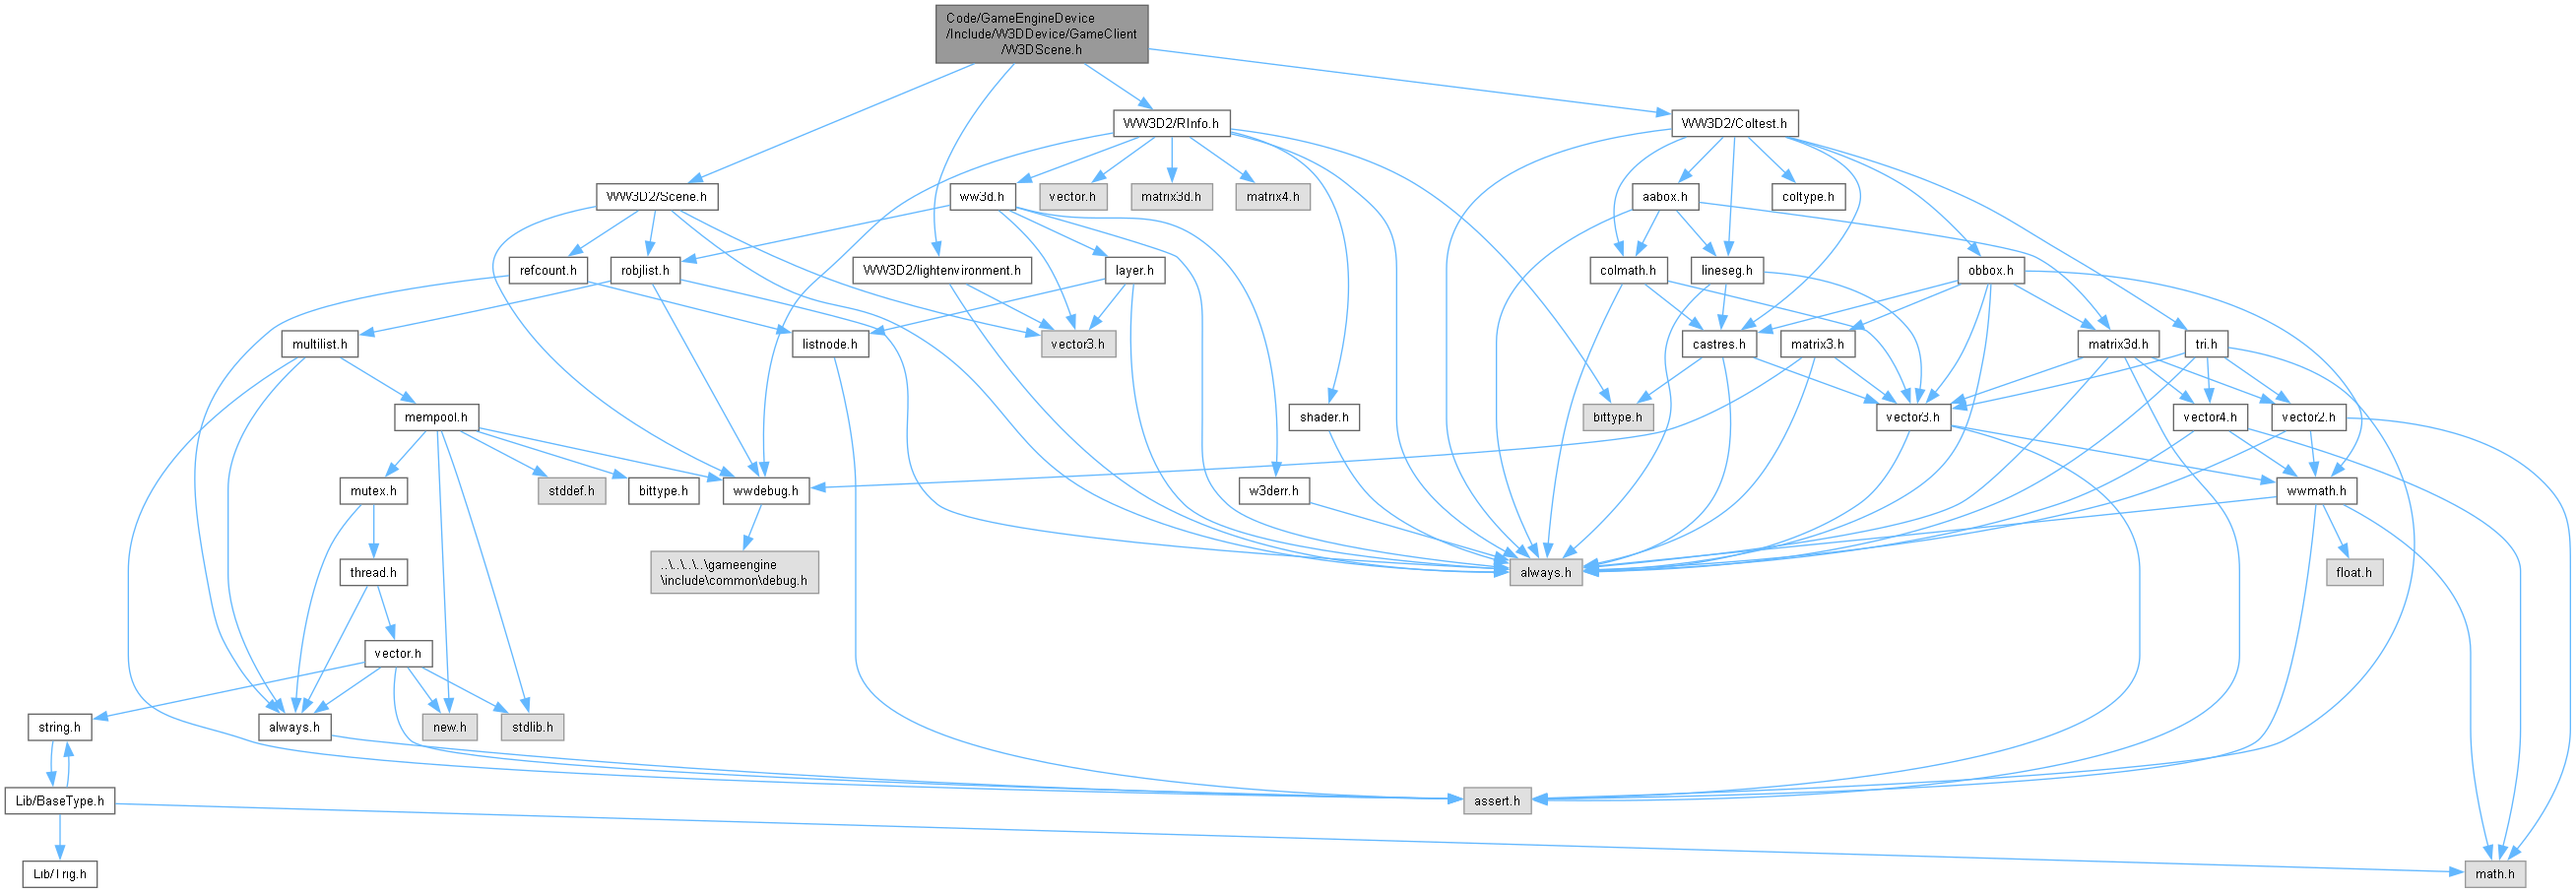 Code/GameEngineDevice
/Include/W3DDevice/GameClient
/W3DScene.h
WW3D2/RInfo.h
WW3D2/Coltest.h
WW3D2/Scene.h
ww3d.h
vector.h
matrix3d.h
matrix4.h
aabox.h
coltype.h
refcount.h
robjlist.h
WW3D2/lightenvironment.h
layer.h
colmath.h
lineseg.h
obbox.h
multilist.h
listnode.h
vector3.h
castres.h
matrix3.h
matrix3d.h
tri.h
mempool.h
shader.h
bittype.h
vector3.h
vector4.h
vector2.h
mutex.h
stddef.h
bittype.h
wwdebug.h
w3derr.h
wwmath.h
thread.h
..\..\..\..\gameengine
\include\common\debug.h
always.h
float.h
vector.h
string.h
always.h
new.h
stdlib.h
Lib/BaseType.h
assert.h
Lib/Trig.h
math.h